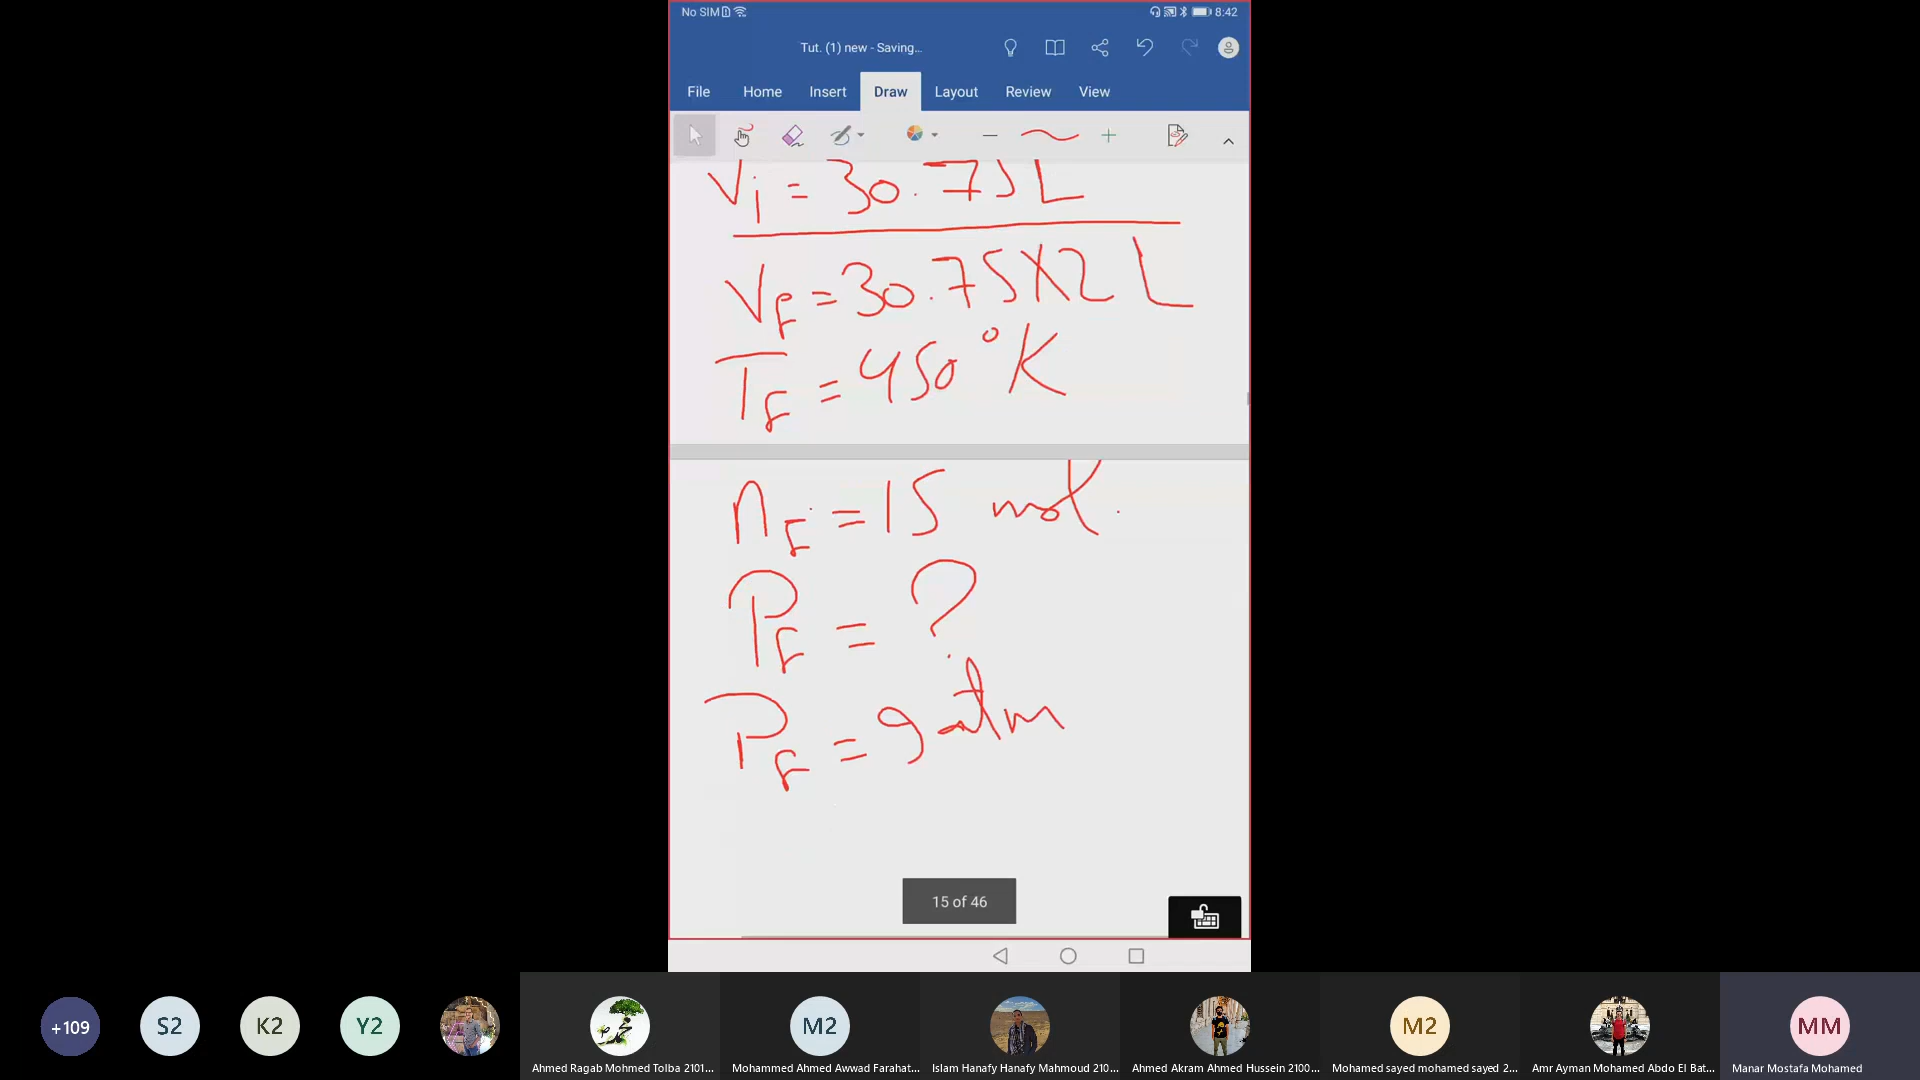 No SIM
8:42
Tut. (1) new - Saving...
File Home Insert Draw Layout Review View
Vi = 30.75 L
VF = 30.75X2 L
TF = 450 °K
nF = 15 mol.
PF = ?
PF = 9 atm
15 of 46
+109
S2
K2
Y2
Ahmed Ragab Mohmed Tolba 2101...
M2
Mohammed Ahmed Awwad Farahat...
Islam Hanafy Hanafy Mahmoud 210...
Ahmed Akram Ahmed Hussein 2100...
M2
Mohamed sayed mohamed sayed 2...
Amr Ayman Mohamed Abdo El Bat...
MM
Manar Mostafa Mohamed